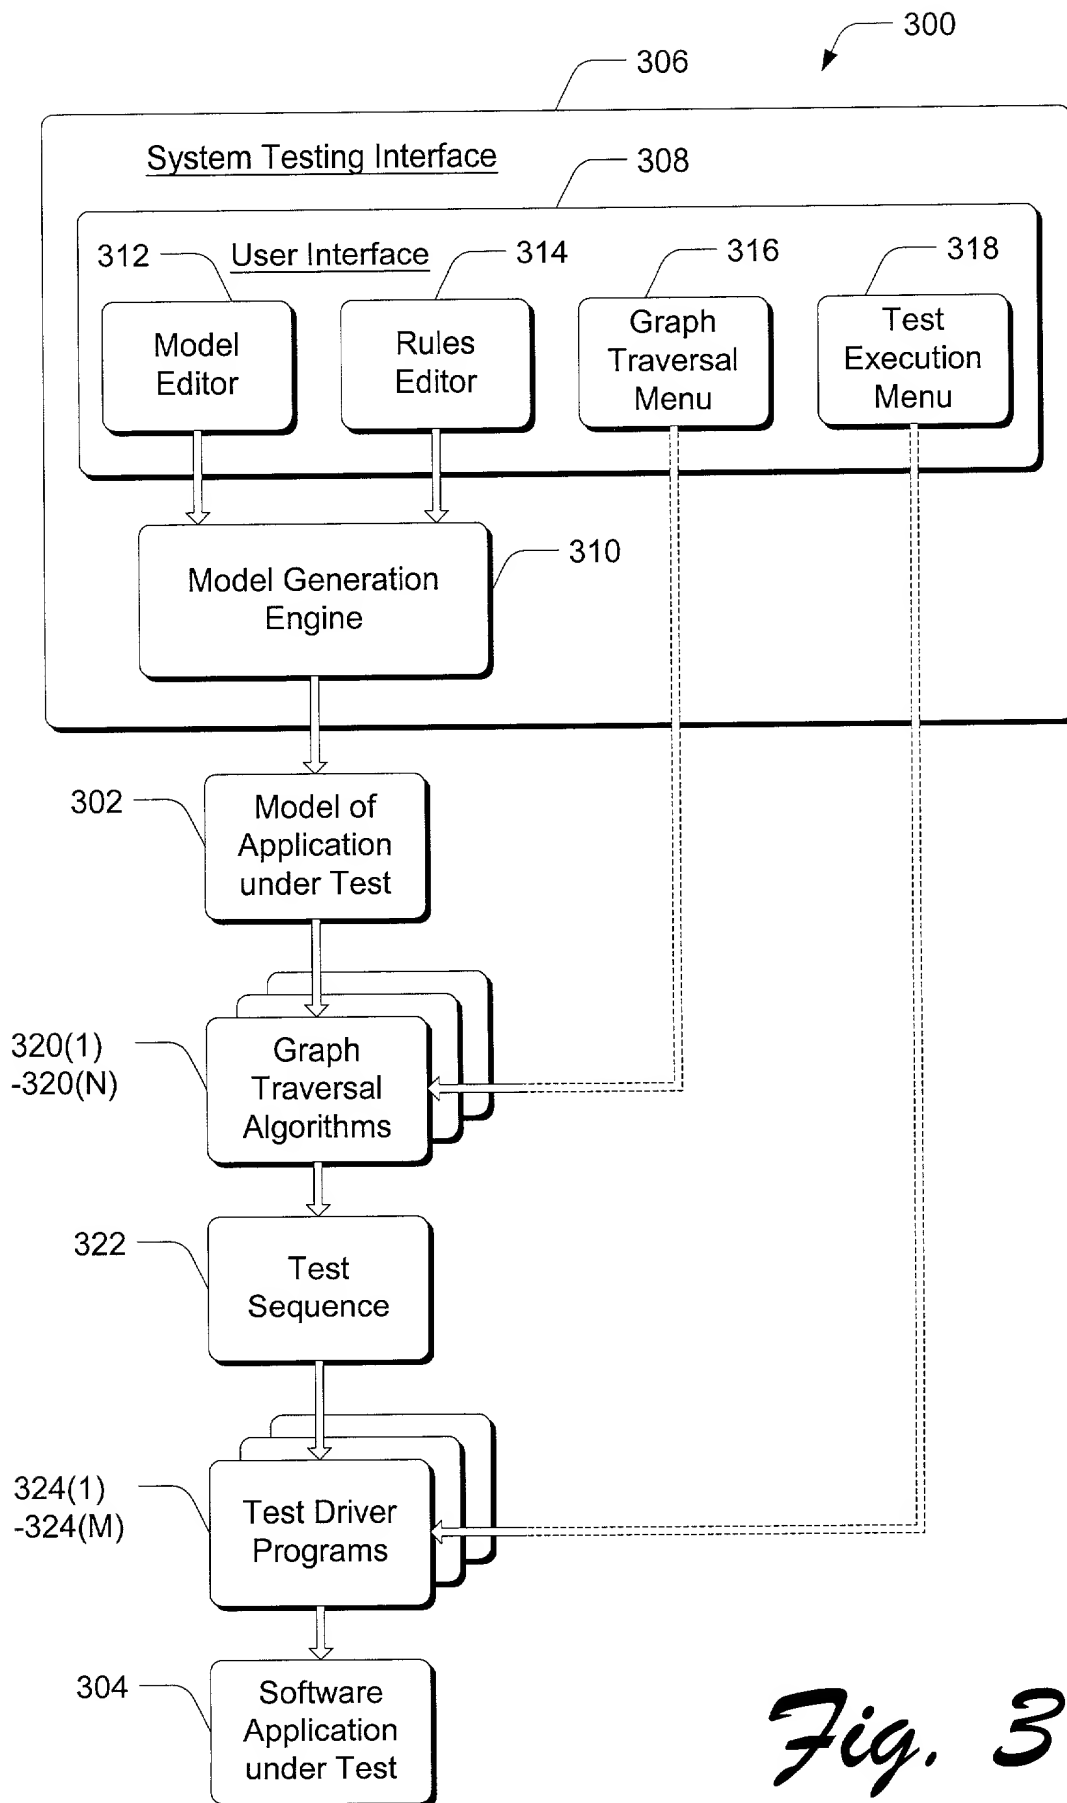 300
306
System Testing Interface
308
User Interface
312
314
316
318
Model
Editor
Rules
Editor
Graph
Traversal
Menu
Test
Execution
Menu
310
Model Generation
Engine
302
Model of
Application
under Test
320(1)
-320(N)
Graph
Traversal
Algorithms
322
Test
Sequence
324(1)
-324(M)
Test Driver
Programs
304
Software
Application
under Test
Fig. 3